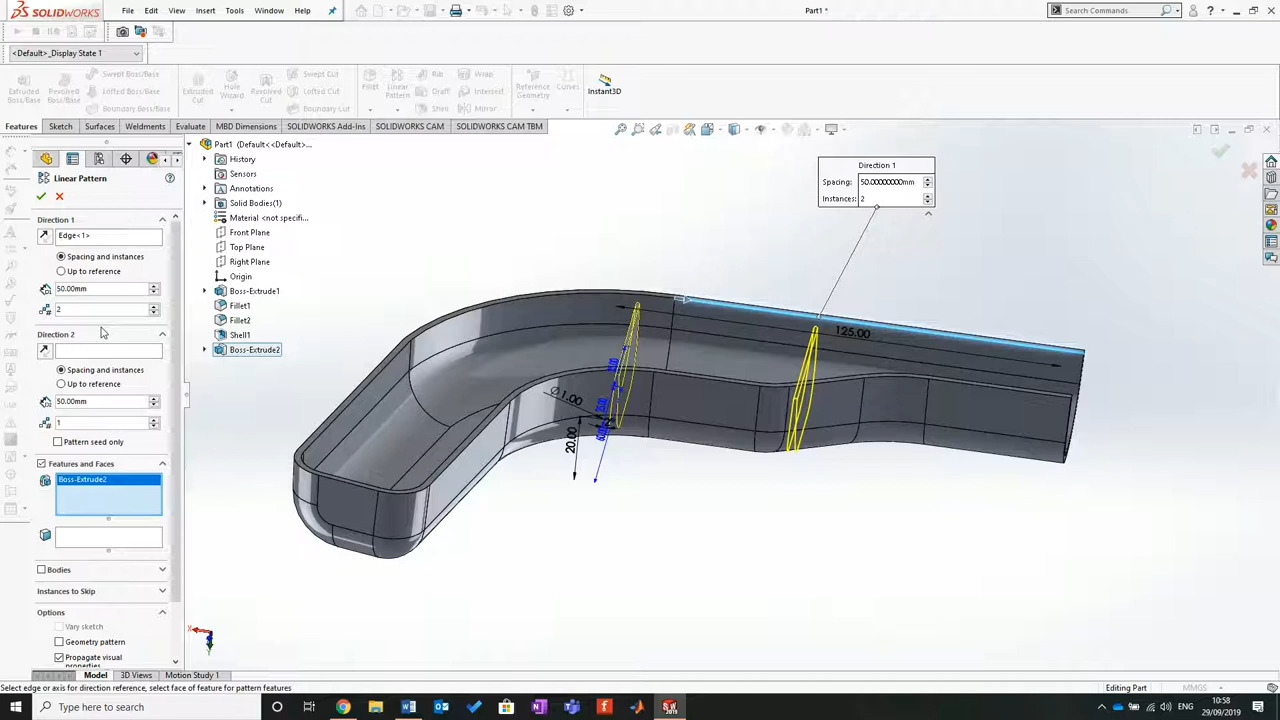 SOLIDWORKS
File
Edit
View
Insert
Tools
Window
Help
Part1 *
Search Commands
<Default>_Display State 1
Extruded Boss/Base
Revolved Boss/Base
Swept Boss/Base
Lofted Boss/Base
Boundary Boss/Base
Extruded Cut
Hole Wizard
Revolved Cut
Swept Cut
Lofted Cut
Boundary Cut
Fillet
Linear Pattern
Rib
Draft
Shell
Wrap
Intersect
Mirror
Reference Geometry
Curves
Instant3D
Features
Sketch
Surfaces
Weldments
Evaluate
MBD Dimensions
SOLIDWORKS Add-Ins
SOLIDWORKS CAM
SOLIDWORKS CAM TBM
Linear Pattern
Direction 1
Edge<1>
Spacing and instances
Up to reference
50.00mm
2
Direction 2
Spacing and instances
Up to reference
50.00mm
1
Pattern seed only
Features and Faces
Boss-Extrude2
Bodies
Instances to Skip
Options
Vary sketch
Geometry pattern
Propagate visual
properties
Part1 (Default<<Default>...
History
Sensors
Annotations
Solid Bodies(1)
Material <not specifi...
Front Plane
Top Plane
Right Plane
Origin
Boss-Extrude1
Fillet1
Fillet2
Shell1
Boss-Extrude2
Direction 1
Spacing: 50.00000000mm
Instances: 2
125.00
Ø1.00
20.00
X
Model
3D Views
Motion Study 1
Select edge or axis for direction reference, select face of feature for pattern features
Editing Part
MMGS
Type here to search
ENG
10:58
29/09/2019